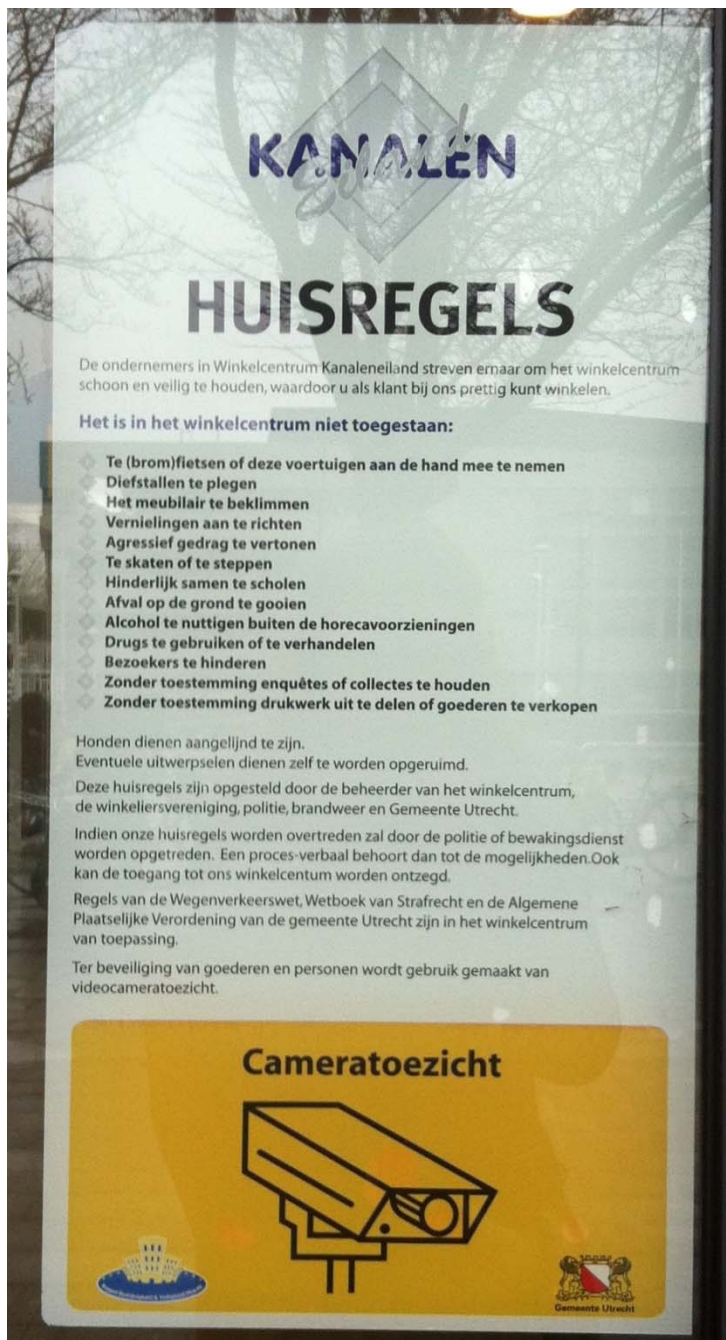 KANALEN
Eiland
HUISREGELS
De ondernemers in Winkelcentrum Kanaleneiland streven ernaar om het winkelcentrum
schoon en veilig te houden, waardoor u als klant bij ons prettig kunt winkelen.
Het is in het winkelcentrum niet toegestaan:
Te (brom)fietsen of deze voertuigen aan de hand mee te nemen
Diefstallen te plegen
Het meubilair te beklimmen
Vernielingen aan te richten
Agressief gedrag te vertonen
Te skaten of te steppen
Hinderlijk samen te scholen
Afval op de grond te gooien
Alcohol te nuttigen buiten de horecavoorzieningen
Drugs te gebruiken of te verhandelen
Bezoekers te hinderen
Zonder toestemming enquêtes of collectes te houden
Zonder toestemming drukwerk uit te delen of goederen te verkopen
Honden dienen aangelijnd te zijn.
Eventuele uitwerpselen dienen zelf te worden opgeruimd.
Deze huisregels zijn opgesteld door de beheerder van het winkelcentrum,
de winkeliersvereniging, politie, brandweer en Gemeente Utrecht.
Indien onze huisregels worden overtreden zal door de politie of bewakingsdienst
worden opgetreden. Een proces-verbaal behoort dan tot de mogelijkheden.Ook
kan de toegang tot ons winkelcentum worden ontzegd.
Regels van de Wegenverkeerswet, Wetboek van Strafrecht en de Algemene
Plaatselijke Verordening van de gemeente Utrecht zijn in het winkelcentrum
van toepassing.
Ter beveiliging van goederen en personen wordt gebruik gemaakt van
videocameratoezicht.
Cameratoezicht
Gemeente Utrecht